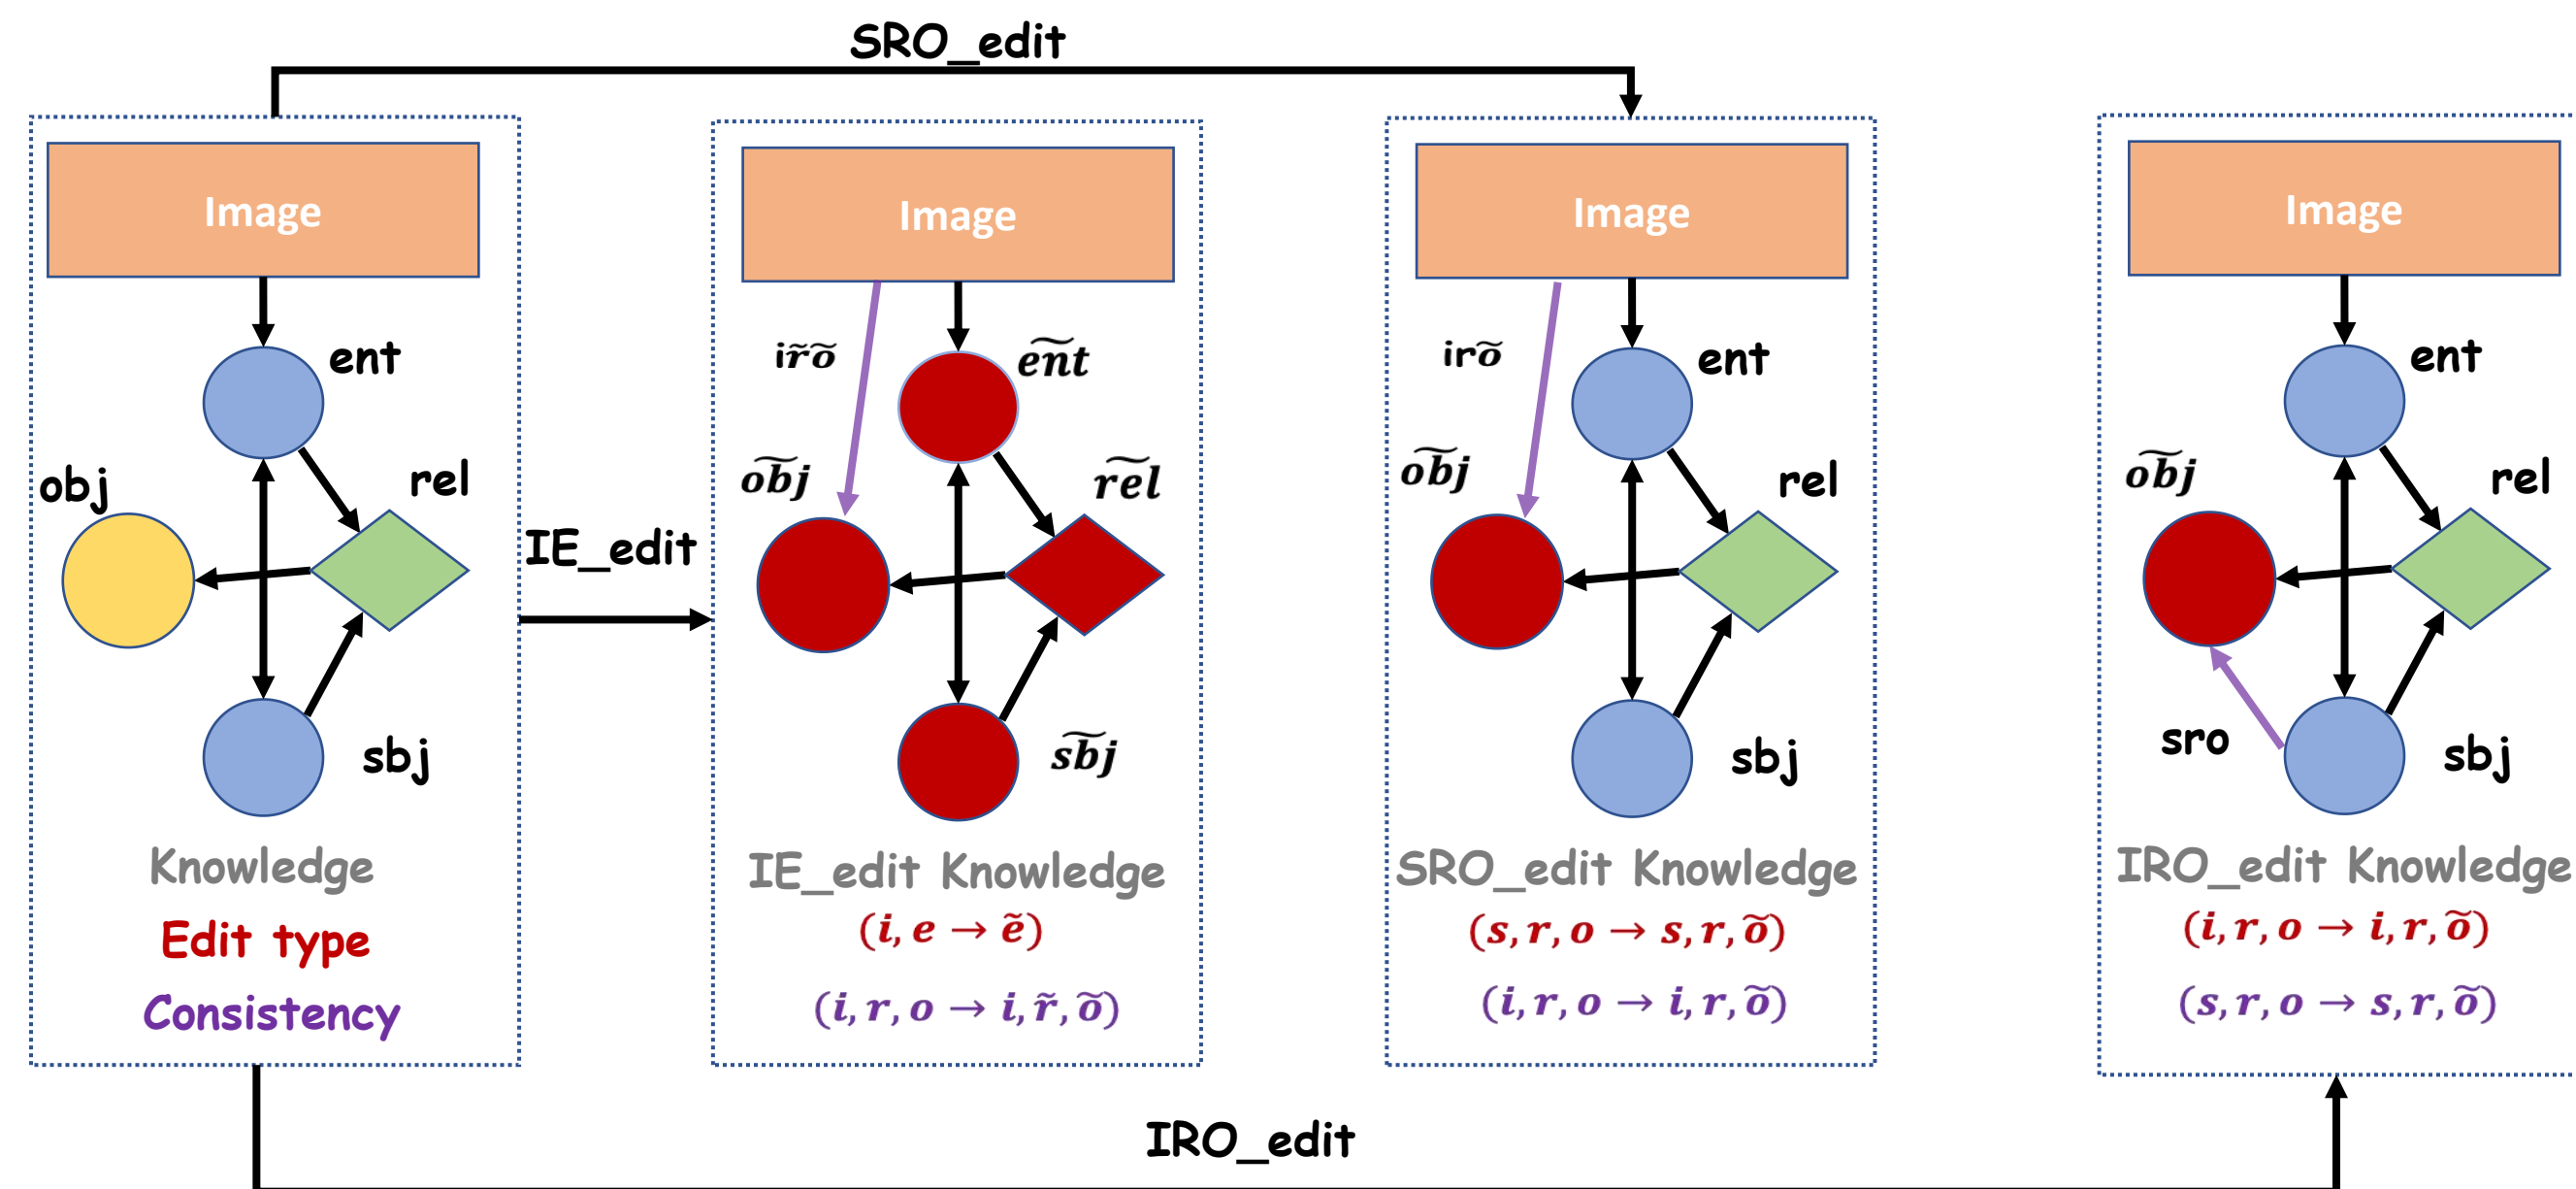 SRO_edit
Image
ent
obj
rel
sbj
Knowledge
Edit type
Consistency
IE_edit
Image
ir̃õ
ẽnt
õbj
r̃el
s̃bj
IE_edit Knowledge
(i, e → ẽ)
(i, r, o → i, r̃, õ)
Image
irõ
ent
õbj
rel
sbj
SRO_edit Knowledge
(s, r, o → s, r, õ)
(i, r, o → i, r, õ)
Image
ent
õbj
rel
sro
sbj
IRO_edit Knowledge
(i, r, o → i, r, õ)
(s, r, o → s, r, õ)
IRO_edit